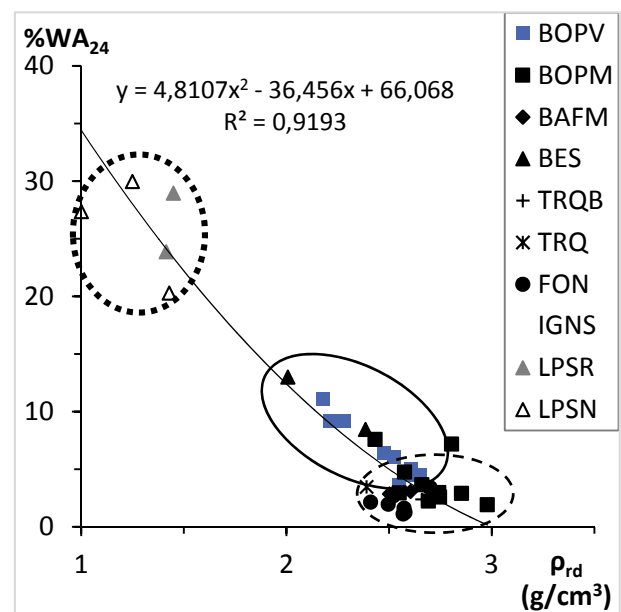 %WA₂₄
40
30
20
10
0
1
2
3
ρrd
(g/cm³)
y = 4,8107x² - 36,456x + 66,068
R² = 0,9193
BOPV
BOPM
BAFM
BES
TRQB
TRQ
FON
IGNS
LPSR
LPSN